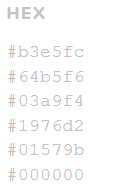 HEX
#b3e5fc
#64b5f6
#03a9f4
#1976d2
#01579b
#000000